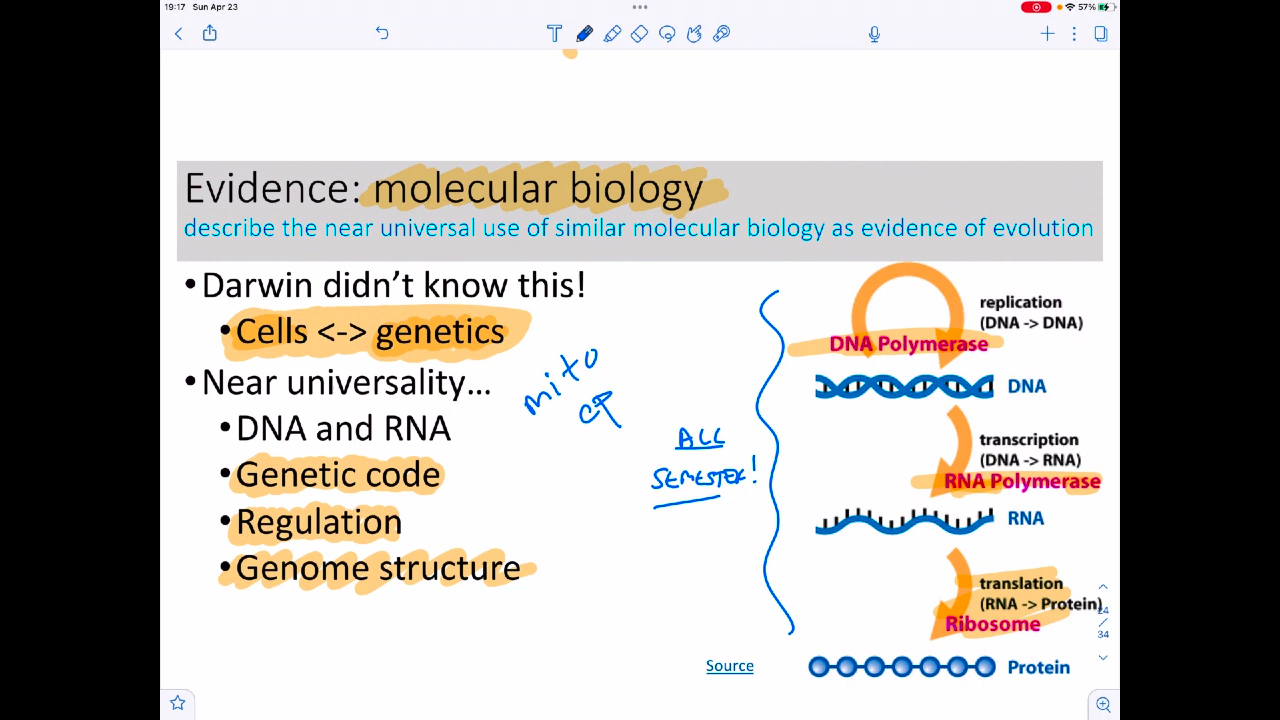 19:17 Sun Apr 23
57%
Evidence: molecular biology
describe the near universal use of similar molecular biology as evidence of evolution
•Darwin didn't know this!
•Cells <-> genetics
•Near universality...
•DNA and RNA
•Genetic code
•Regulation
•Genome structure
mito
cp
ALL
SEMESTER!
replication
(DNA -> DNA)
DNA Polymerase
DNA
transcription
(DNA -> RNA)
RNA Polymerase
RNA
translation
(RNA -> Protein)
Ribosome
Protein
Source
24
/
34